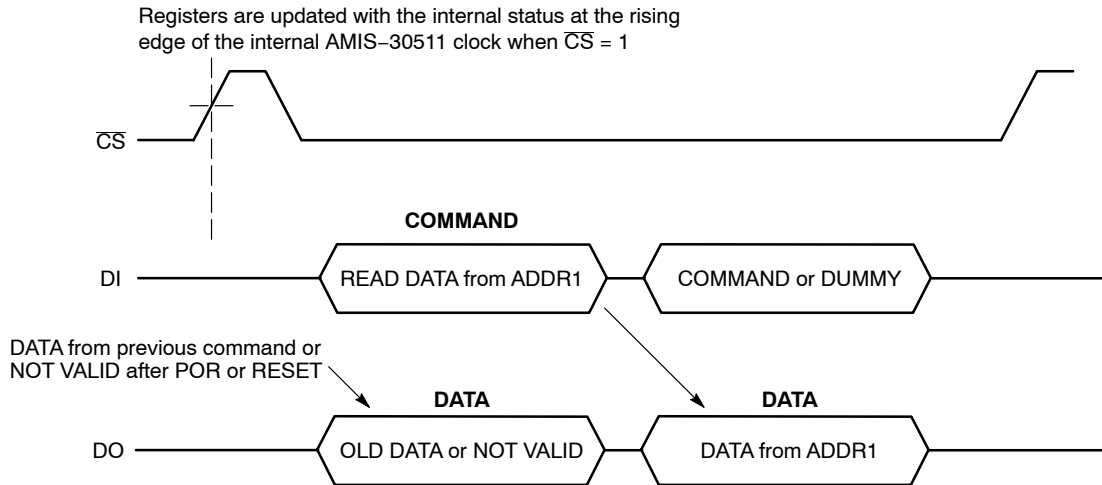 Registers are updated with the internal status at the rising
edge of the internal AMIS−30511 clock when C̅S̅ = 1
C̅S̅
COMMAND
DI
READ DATA from ADDR1
COMMAND or DUMMY
DATA from previous command or
NOT VALID after POR or RESET
DATA
DATA
DO
OLD DATA or NOT VALID
DATA from ADDR1